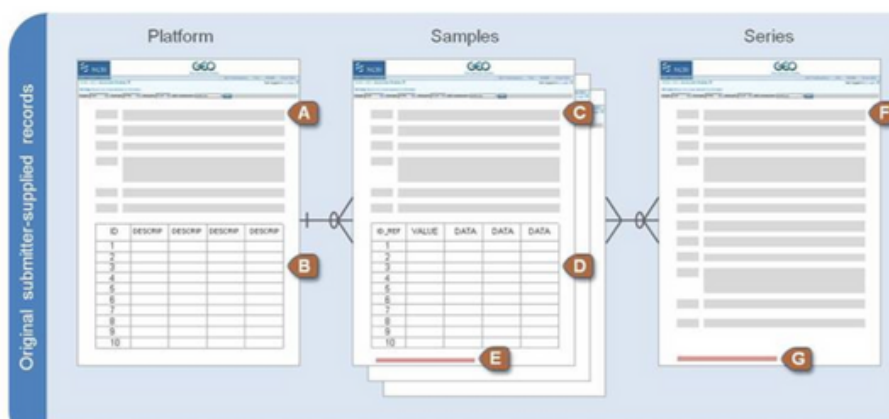 Original submitter-supplied records
Platform
Samples
Series
GEO
GEO
GEO
A
C
F
ID DESCRIP DESCRIP DESCRIP DESCRIP
1
2
3
4
5
6
7
8
9
10
B
ID_REF VALUE DATA DATA DATA
1
2
3
4
5
6
7
8
9
10
D
E
G